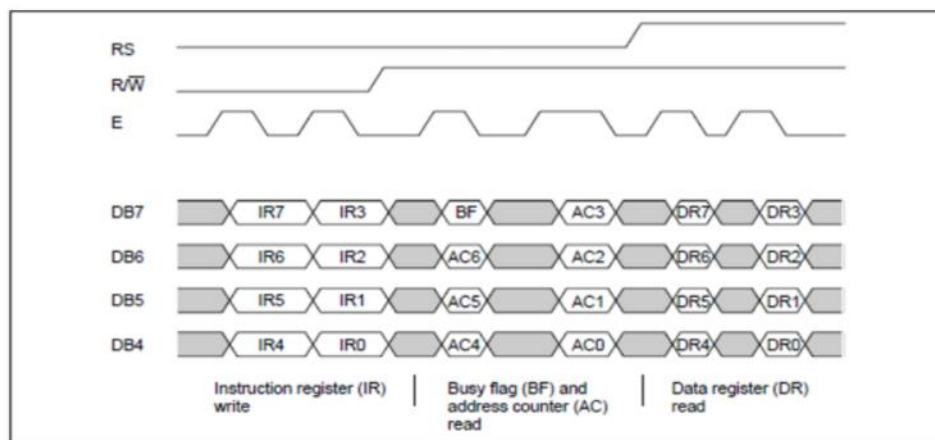 RS
R/W̅
E
DB7 IR7 IR3 BF AC3 DR7 DR3
DB6 IR6 IR2 AC6 AC2 DR6 DR2
DB5 IR5 IR1 AC5 AC1 DR5 DR1
DB4 IR4 IR0 AC4 AC0 DR4 DR0
Instruction register (IR)
write
Busy flag (BF) and
address counter (AC)
read
Data register (DR)
read